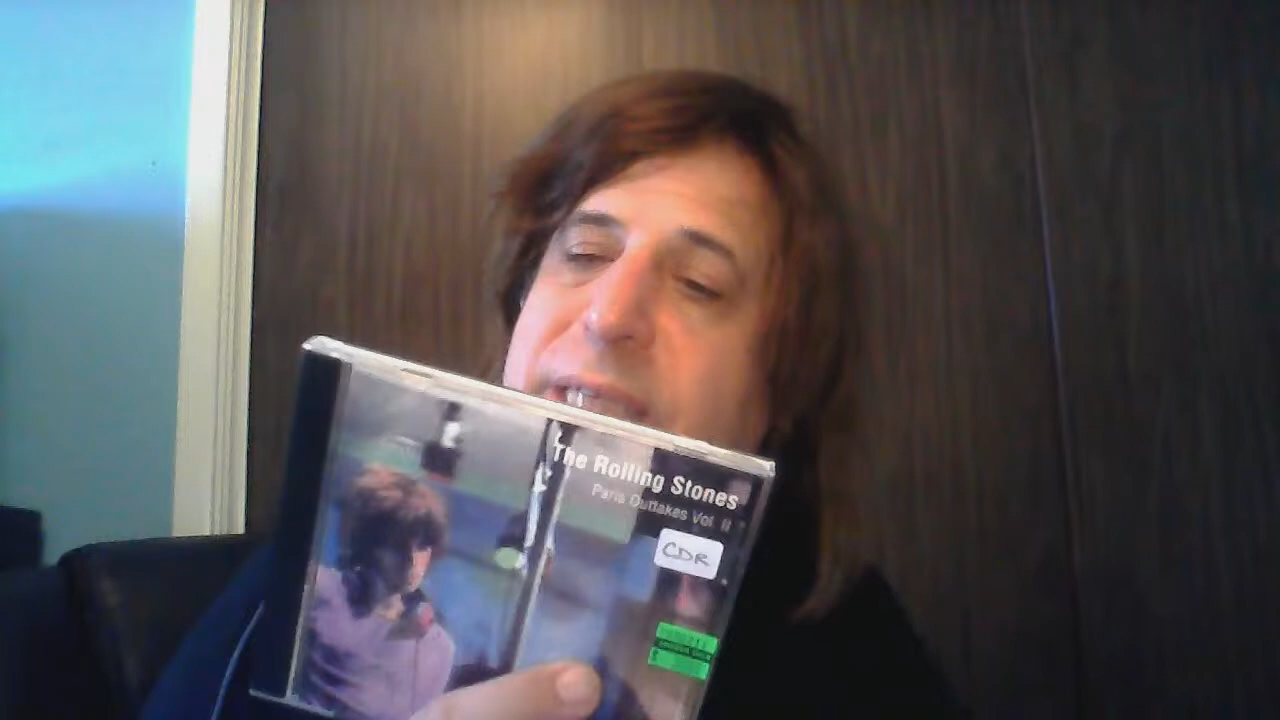 The Rolling Stones
Paris Outtakes Vol. II
CDR